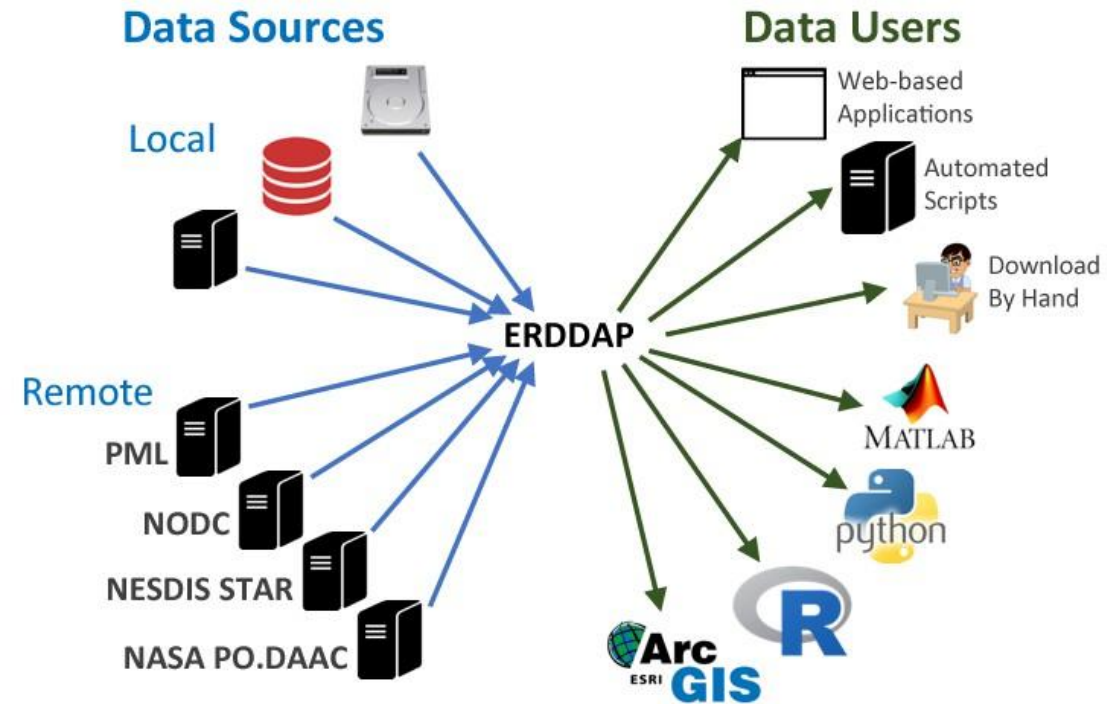 Data Sources
Data Users
Local
Web-based
Applications
Automated
Scripts
Download
By Hand
ERDDAP
Remote
PML
NODC
NESDIS STAR
NASA PO.DAAC
MATLAB
python
R
Arc
ESRI GIS